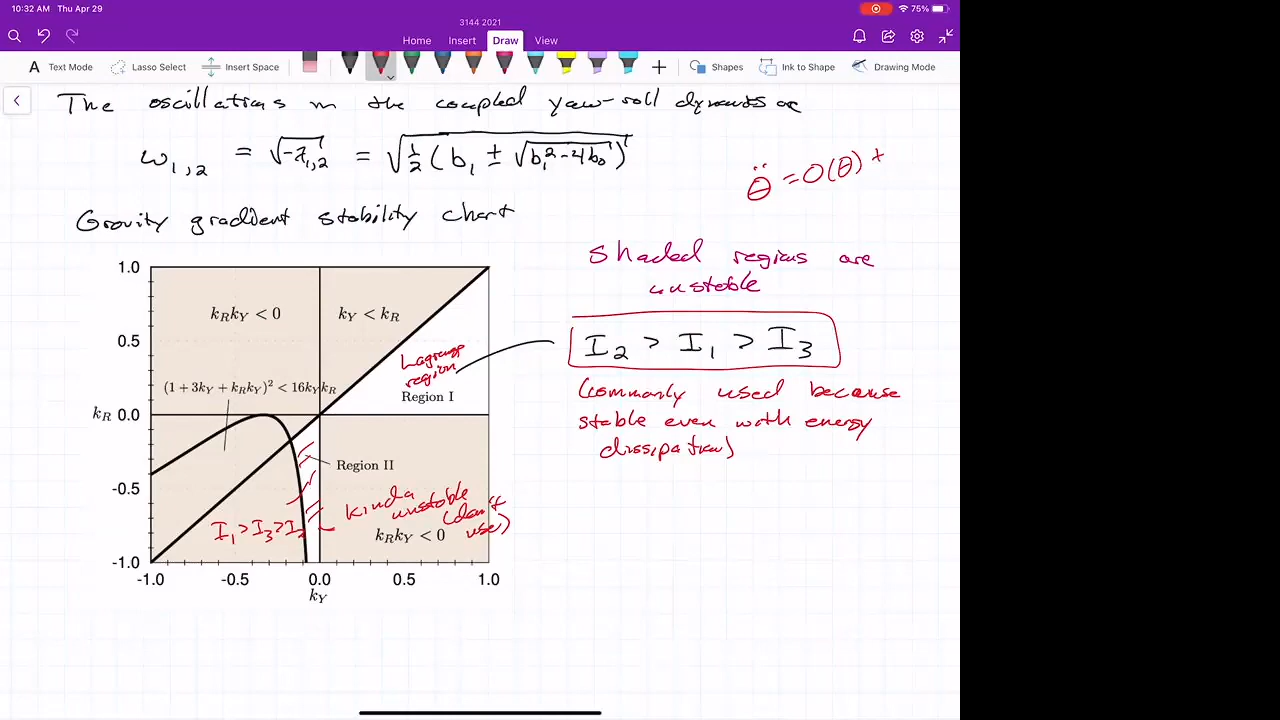 10:32 AM Thu Apr 29
75%
3144 2021
Home Insert Draw View
Text Mode Lasso Select Insert Space Shapes Ink to Shape Drawing Mode
The oscillations in the coupled yaw-roll dynamics are
ω1,2 = √-λ1,2 = √½(b1 ± √b1²-4b0)
θ̈ = O(θ) +
Gravity gradient stability chart
Shaded regions are
unstable
I2 > I1 > I3
(commonly used because
stable even with energy
dissipation)
1.0
0.5
0.0
-0.5
-1.0
kR
kRkY < 0
kY < kR
(1 + 3kY + kRkY)² < 16kYkR
Lagrange
region
Region I
Region II
I1 > I3 > I2
kinda
unstable
(don't
use)
kRkY < 0
-1.0 -0.5 0.0 0.5 1.0
kY